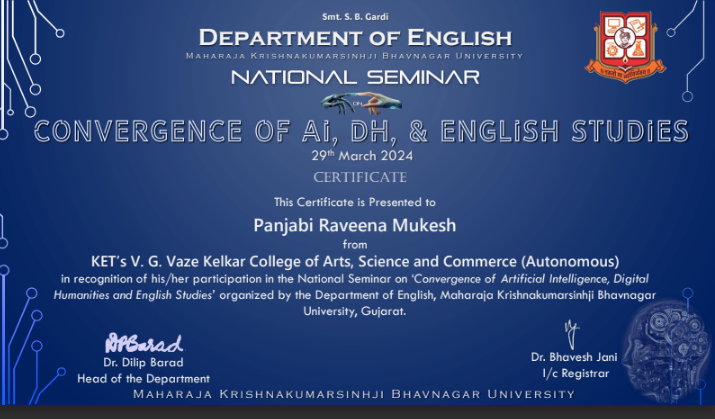 Smt. S. B. Gardi
DEPARTMENT OF ENGLISH
MAHARAJA KRISHNAKUMARSINHJI BHAVNAGAR UNIVERSITY
NATIONAL SEMINAR
ON
CONVERGENCE OF Ai, DH, & ENGLiSH STUDiES
29th March 2024
CERTIFICATE
This Certificate is Presented to
Panjabi Raveena Mukesh
from
KET's V. G. Vaze Kelkar College of Arts, Science and Commerce (Autonomous)
in recognition of his/her participation in the National Seminar on ‘Convergence of Artificial Intelligence, Digital
Humanities and English Studies’ organized by the Department of English, Maharaja Krishnakumarsinhji Bhavnagar
University, Gujarat.
DPBarad
Dr. Dilip Barad
Head of the Department
Dr. Bhavesh Jani
I/c Registrar
MAHARAJA KRISHNAKUMARSINHJI BHAVNAGAR UNIVERSITY